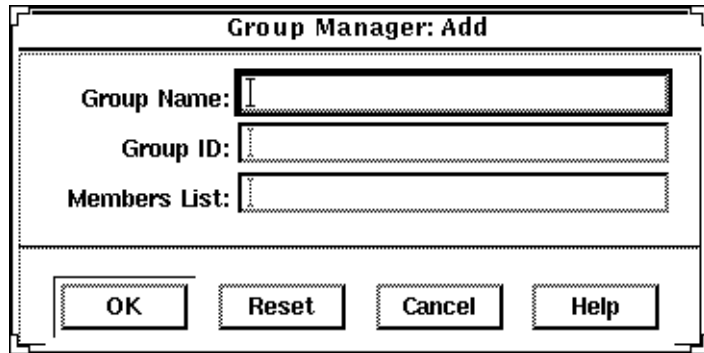 Group Manager: Add
Group Name:
Group ID:
Members List:
OK Reset Cancel Help